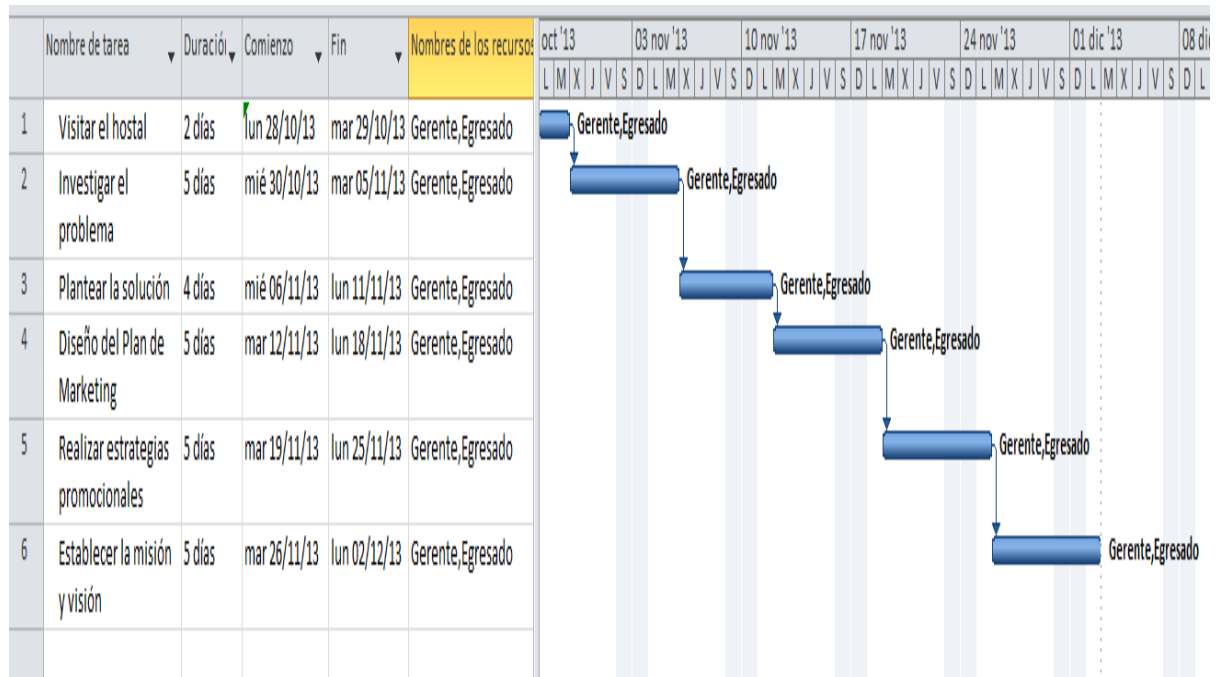 Nombre de tarea Duració Comienzo Fin Nombres de los recursos oct '13 03 nov '13 10 nov '13 17 nov '13 24 nov '13 01 dic '13 08 di
L M X J V S D L M X J V S D L M X J V S D L M X J V S D L M X J V S D L M X J V S D L
1 Visitar el hostal 2 días lun 28/10/13 mar 29/10/13 Gerente,Egresado Gerente,Egresado
2 Investigar el 5 días mié 30/10/13 mar 05/11/13 Gerente,Egresado Gerente,Egresado
problema
3 Plantear la solución 4 días mié 06/11/13 lun 11/11/13 Gerente,Egresado Gerente,Egresado
4 Diseño del Plan de 5 días mar 12/11/13 lun 18/11/13 Gerente,Egresado Gerente,Egresado
Marketing
5 Realizar estrategias 5 días mar 19/11/13 lun 25/11/13 Gerente,Egresado Gerente,Egresado
promocionales
6 Establecer la misión 5 días mar 26/11/13 lun 02/12/13 Gerente,Egresado Gerente,Egresado
y visión